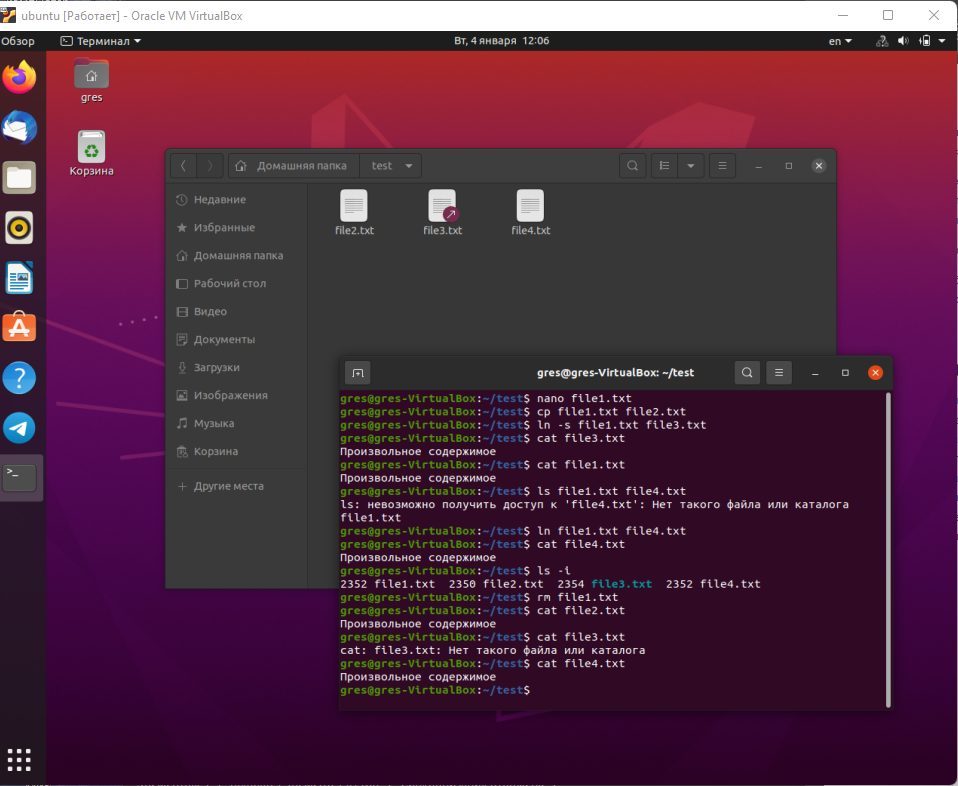 ubuntu [Работает] - Oracle VM VirtualBox
Обзор
Терминал
Вт, 4 января 12:06
en
gres
Корзина
Домашняя папка
test
Недавние
Избранные
Домашняя папка
Рабочий стол
Видео
Документы
Загрузки
Изображения
Музыка
Корзина
Другие места
file2.txt
file3.txt
file4.txt
gres@gres-VirtualBox: ~/test
gres@gres-VirtualBox:~/test$ nano file1.txt
gres@gres-VirtualBox:~/test$ cp file1.txt file2.txt
gres@gres-VirtualBox:~/test$ ln -s file1.txt file3.txt
gres@gres-VirtualBox:~/test$ cat file3.txt
Произвольное содержимое
gres@gres-VirtualBox:~/test$ cat file1.txt
Произвольное содержимое
gres@gres-VirtualBox:~/test$ ls file1.txt file4.txt
ls: невозможно получить доступ к 'file4.txt': Нет такого файла или каталога
file1.txt
gres@gres-VirtualBox:~/test$ ln file1.txt file4.txt
gres@gres-VirtualBox:~/test$ cat file4.txt
Произвольное содержимое
gres@gres-VirtualBox:~/test$ ls -i
2352 file1.txt  2350 file2.txt  2354 file3.txt  2352 file4.txt
gres@gres-VirtualBox:~/test$ rm file1.txt
gres@gres-VirtualBox:~/test$ cat file2.txt
Произвольное содержимое
gres@gres-VirtualBox:~/test$ cat file3.txt
cat: file3.txt: Нет такого файла или каталога
gres@gres-VirtualBox:~/test$ cat file4.txt
Произвольное содержимое
gres@gres-VirtualBox:~/test$